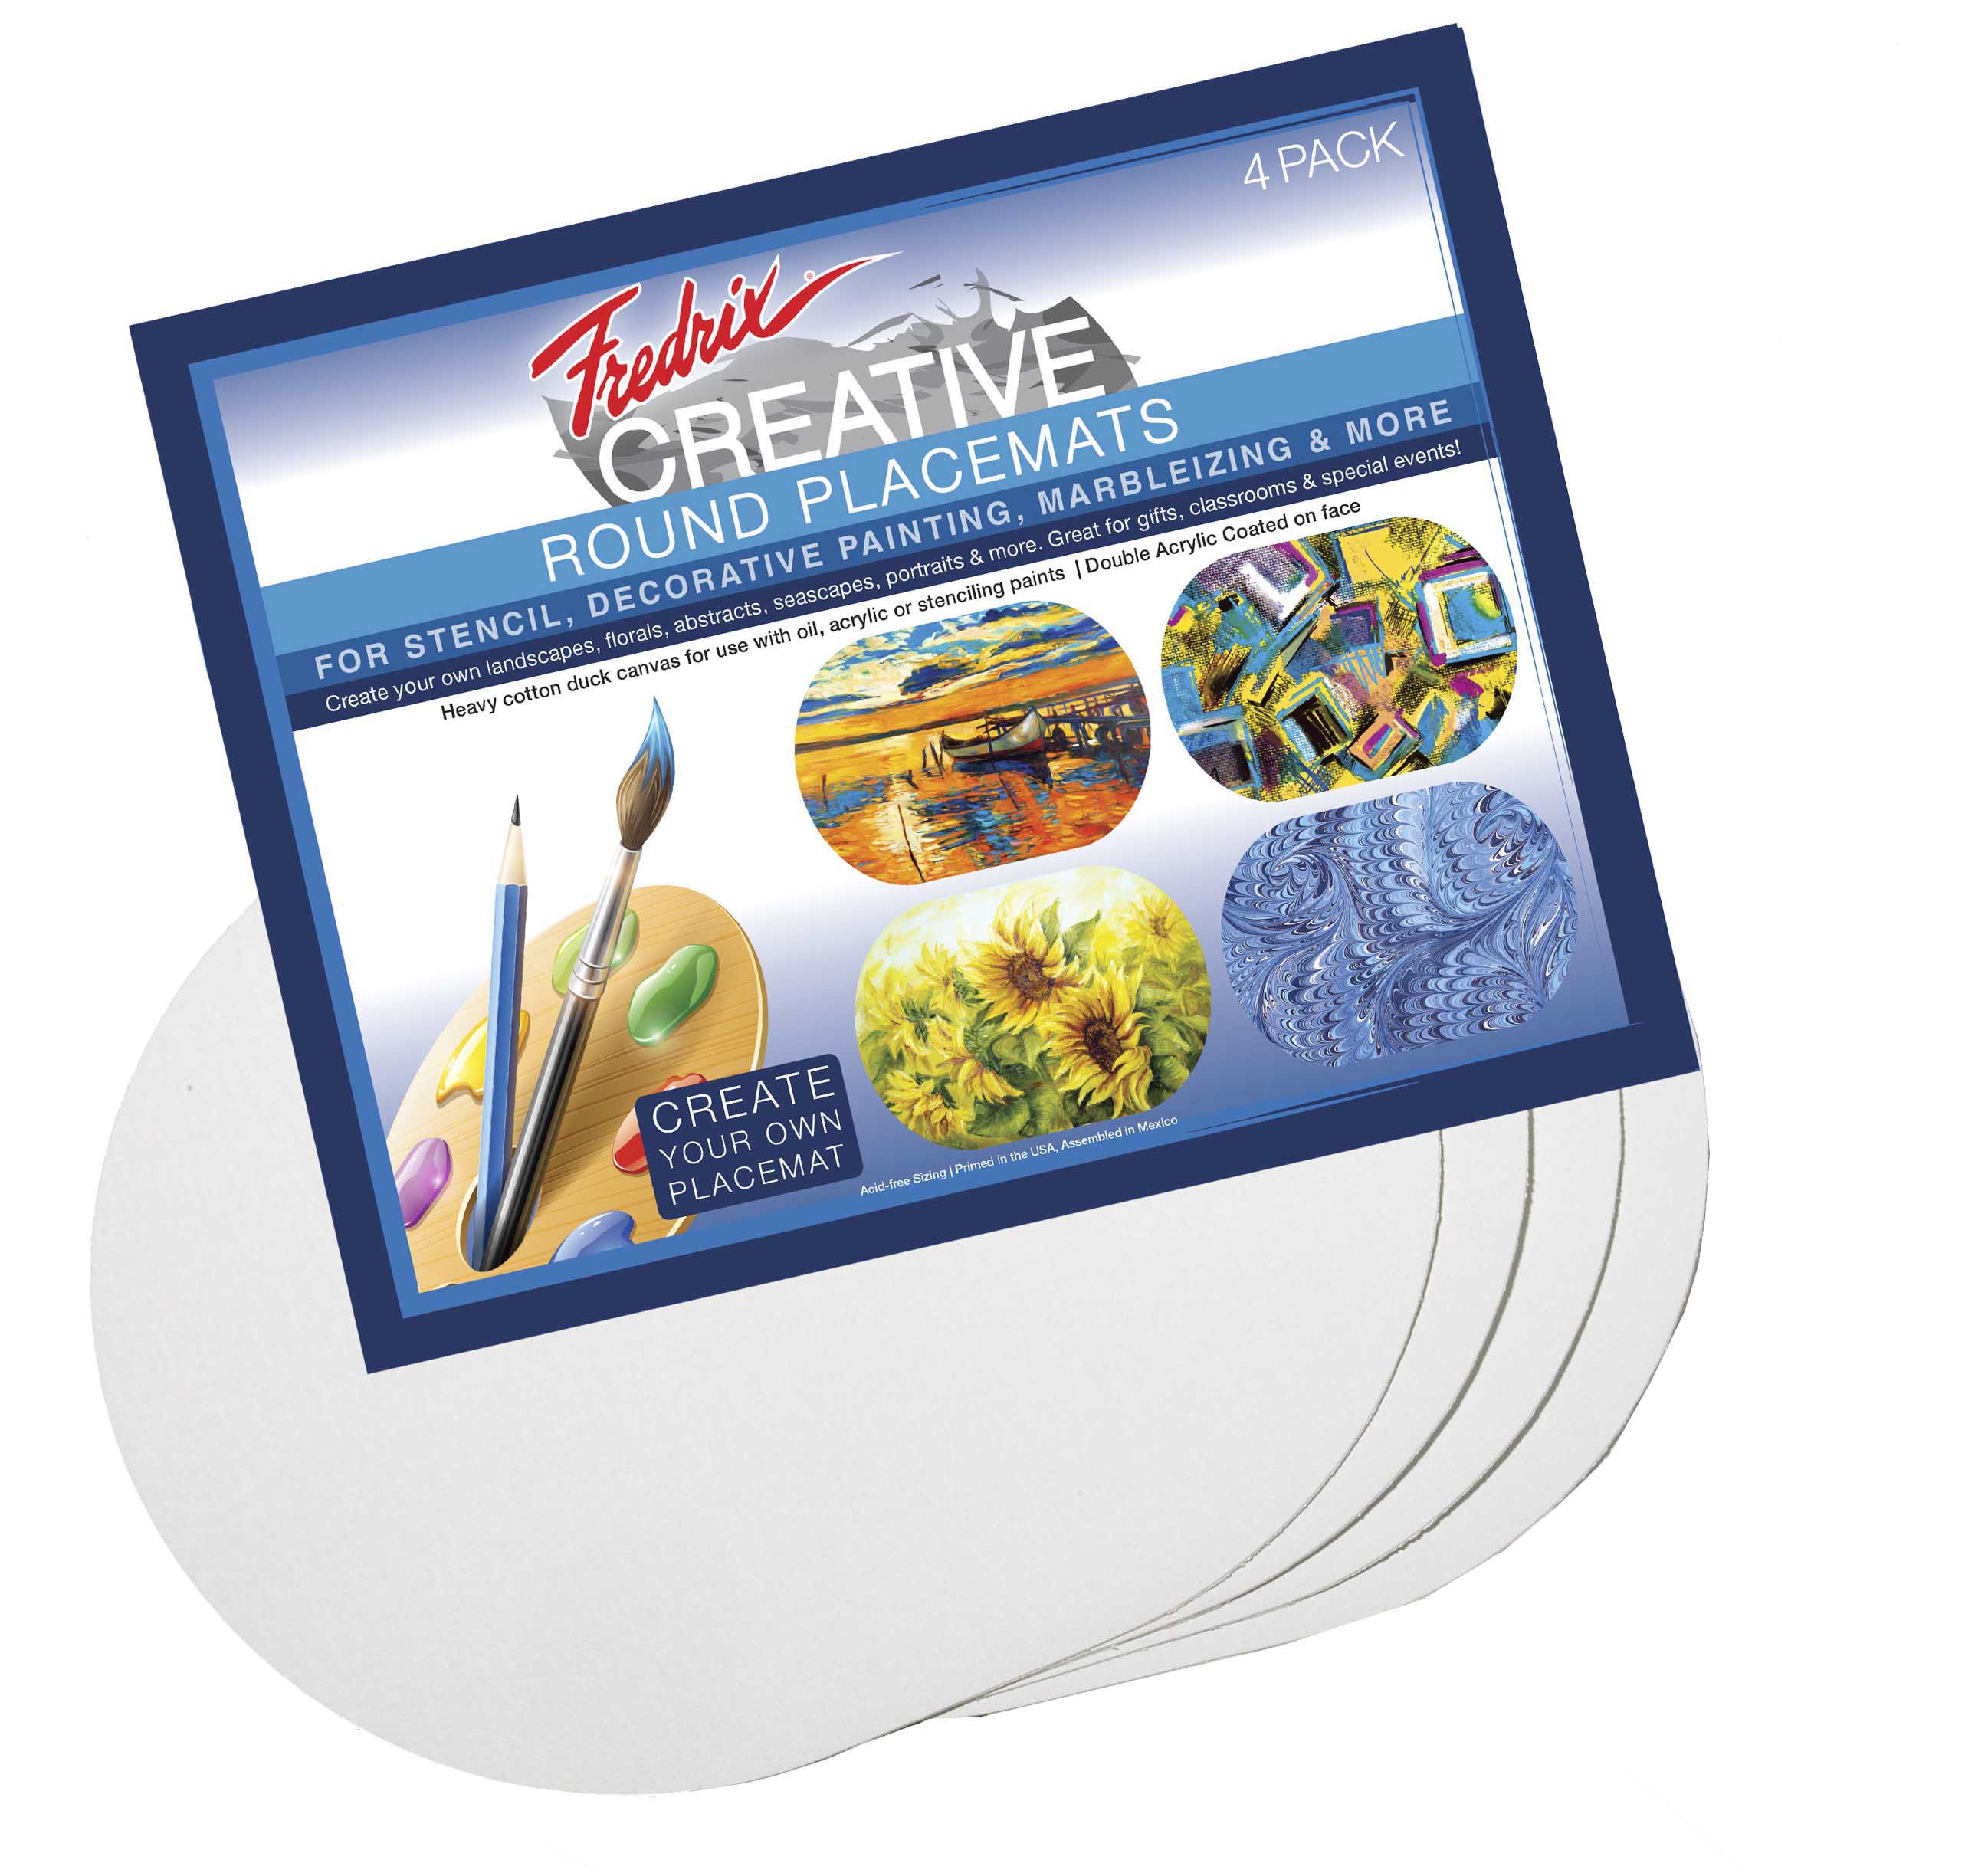 4 PACK
Fredrix®
CREATIVE
ROUND PLACEMATS
FOR STENCIL, DECORATIVE PAINTING, MARBLEIZING & MORE
Create your own landscapes, florals, abstracts, seascapes, portraits & more. Great for gifts, classrooms & special events!
Heavy cotton duck canvas for use with oil, acrylic or stenciling paints | Double Acrylic Coated on face
CREATE
YOUR OWN
PLACEMAT
Acid-free Sizing | Primed in the USA, Assembled in Mexico